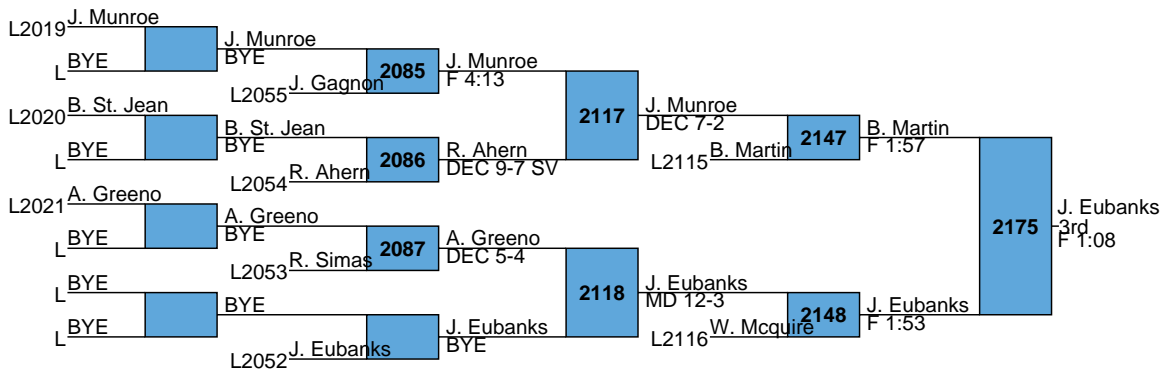 L2019 J. Munroe
L BYE
J. Munroe
BYE
2085
L2055 J. Gagnon
J. Munroe
F 4:13
L2020 B. St. Jean
L BYE
B. St. Jean
BYE
2086
L2054 R. Ahern
R. Ahern
DEC 9-7 SV
2117
J. Munroe
DEC 7-2
2147
L2115 B. Martin
B. Martin
F 1:57
L2021 A. Greeno
L BYE
A. Greeno
BYE
2087
L2053 R. Simas
A. Greeno
DEC 5-4
L BYE
L BYE
BYE
L2052 J. Eubanks
J. Eubanks
BYE
2118
J. Eubanks
MD 12-3
2148
L2116 W. Mcquire
J. Eubanks
F 1:53
2175
J. Eubanks
3rd
F 1:08